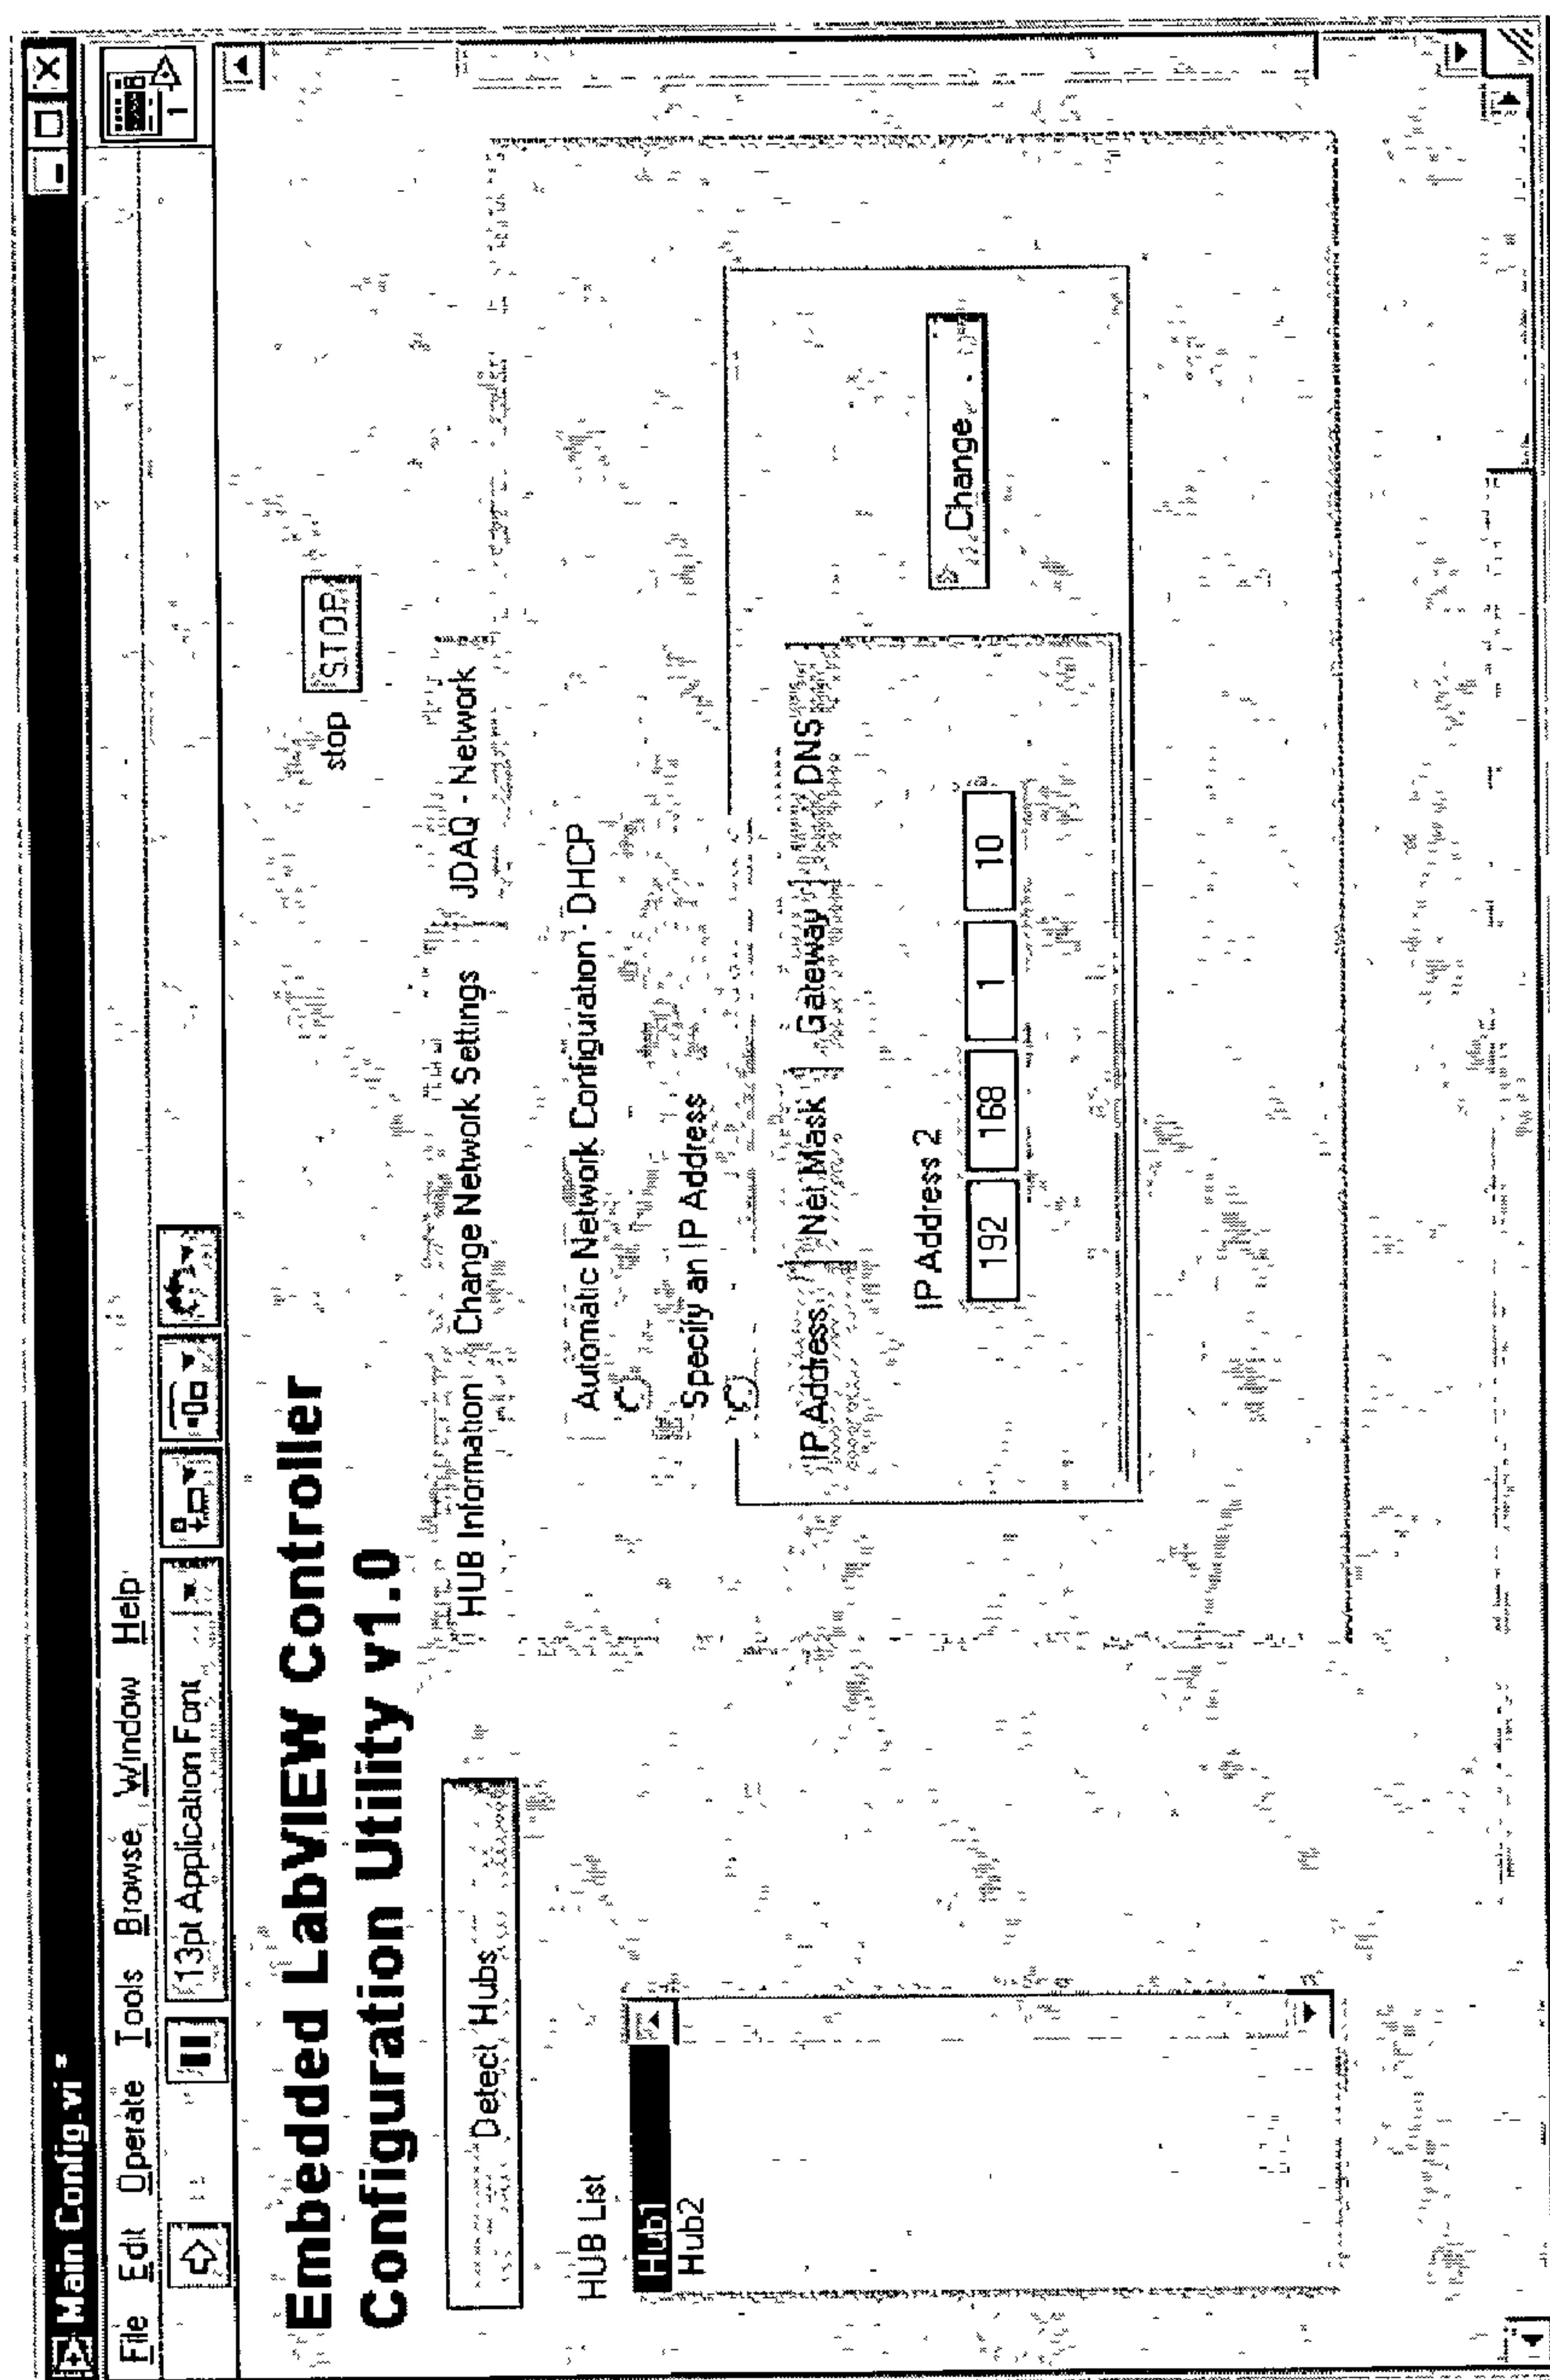 Main Config.vi *
File Edit Operate Tools Browse Window Help
13pt Application Font
1
Embedded LabVIEW Controller
Configuration Utility v1.0
stop STOP
Detect Hubs
HUB Information Change Network Settings JDAQ - Network
HUB List
Hub1
Hub2
Automatic Network Configuration - DHCP
Specify an IP Address
IP Address Net Mask Gateway DNS
IP Address 2
192 168 1 10
Change